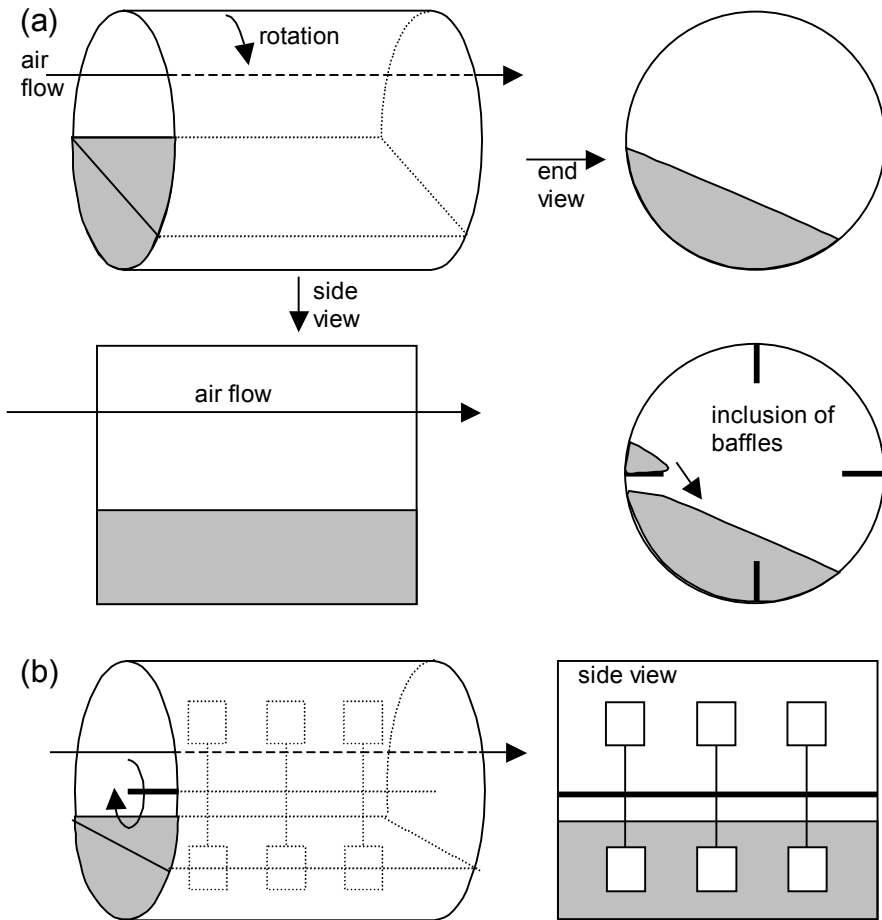 (a)
rotation
air
flow
end
view
side
view
air flow
inclusion of
baffles
(b)
side view